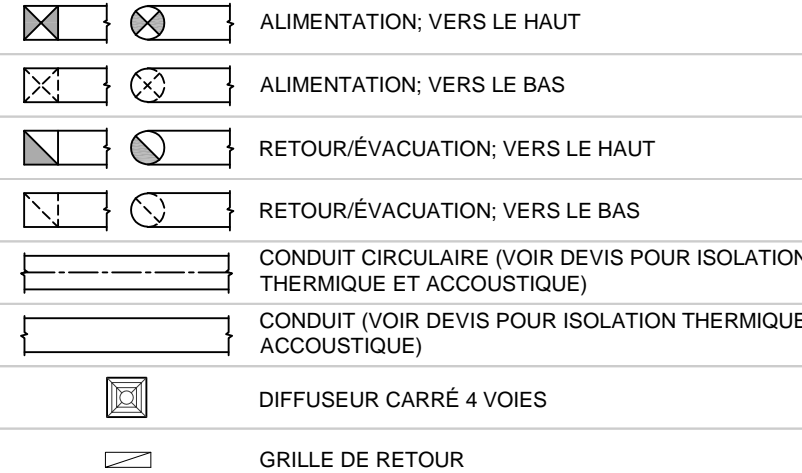 ALIMENTATION; VERS LE HAUT
ALIMENTATION; VERS LE BAS
RETOUR/ÉVACUATION; VERS LE HAUT
RETOUR/ÉVACUATION; VERS LE BAS
CONDUIT CIRCULAIRE (VOIR DEVIS POUR ISOLATION
THERMIQUE ET ACCOUSTIQUE)
CONDUIT (VOIR DEVIS POUR ISOLATION THERMIQUE
ACCOUSTIQUE)
DIFFUSEUR CARRÉ 4 VOIES
GRILLE DE RETOUR